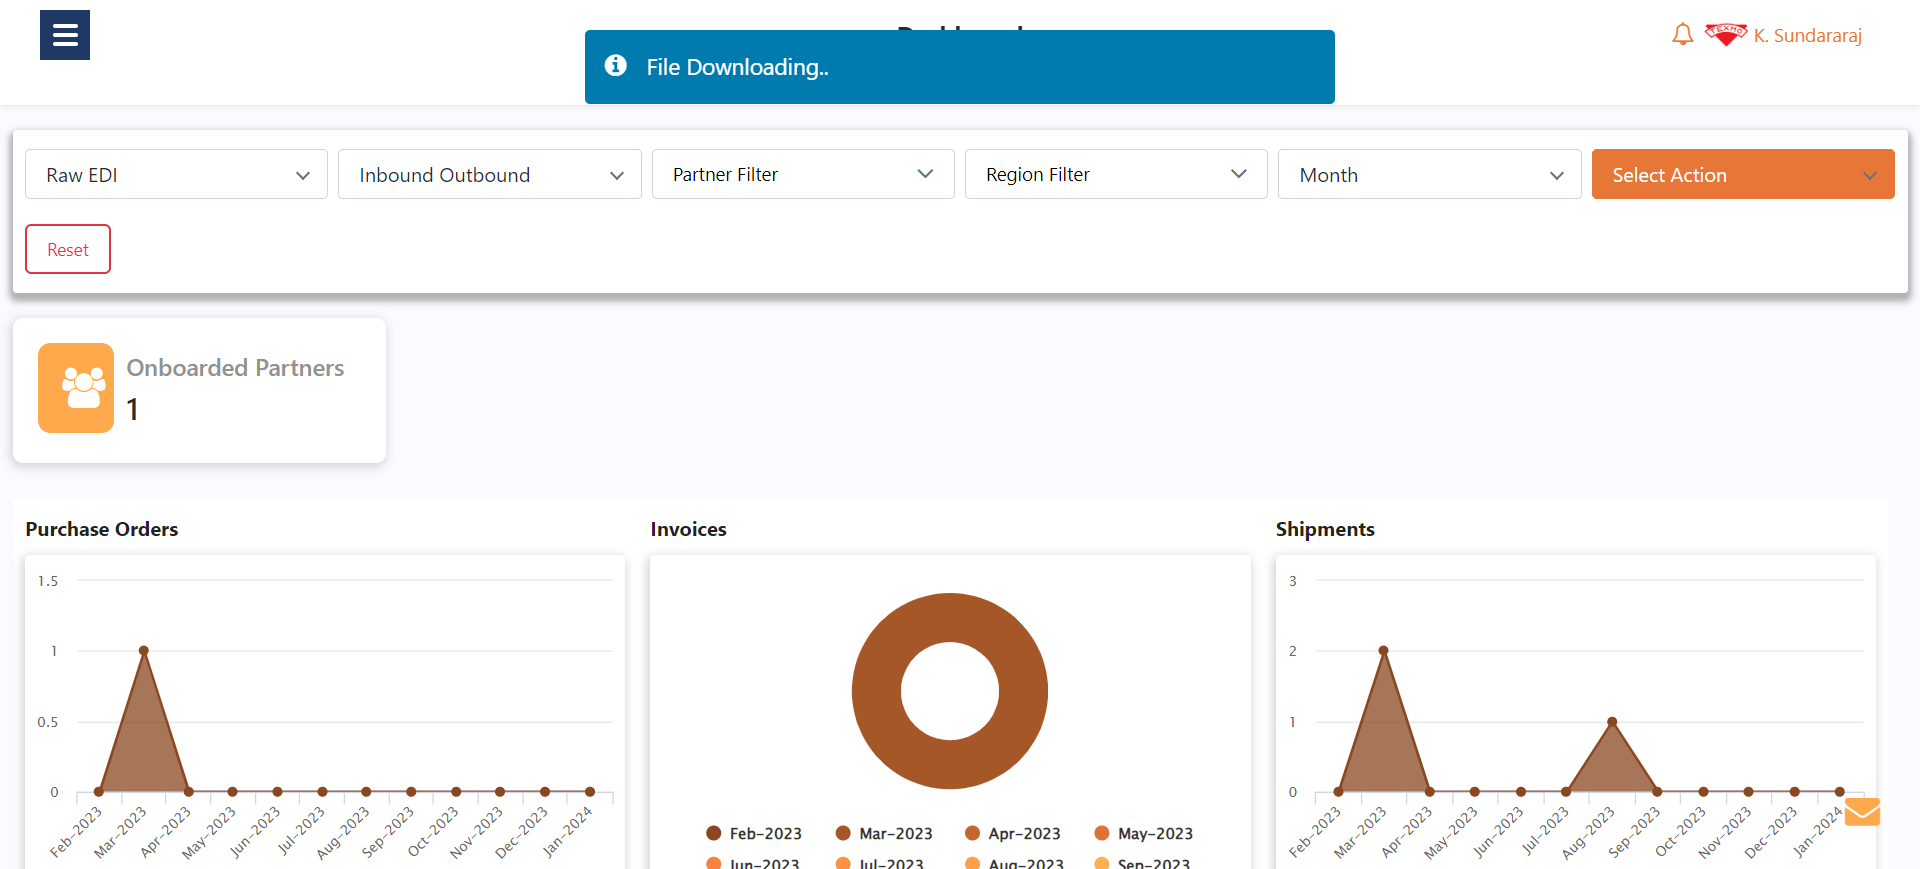 File Downloading..
TEXMO
K. Sundararaj
Raw EDI
Inbound Outbound
Partner Filter
Region Filter
Month
Select Action
Reset
Onboarded Partners
1
Purchase Orders
1.5
1
0.5
0
Feb-2023
Mar-2023
Apr-2023
May-2023
Jun-2023
Jul-2023
Aug-2023
Sep-2023
Oct-2023
Nov-2023
Dec-2023
Jan-2024
Invoices
Feb-2023 Mar-2023 Apr-2023 May-2023
Jun-2023 Jul-2023 Aug-2023 Sep-2023
Shipments
3
2
1
0
Feb-2023
Mar-2023
Apr-2023
May-2023
Jun-2023
Jul-2023
Aug-2023
Sep-2023
Oct-2023
Nov-2023
Dec-2023
Jan-2024